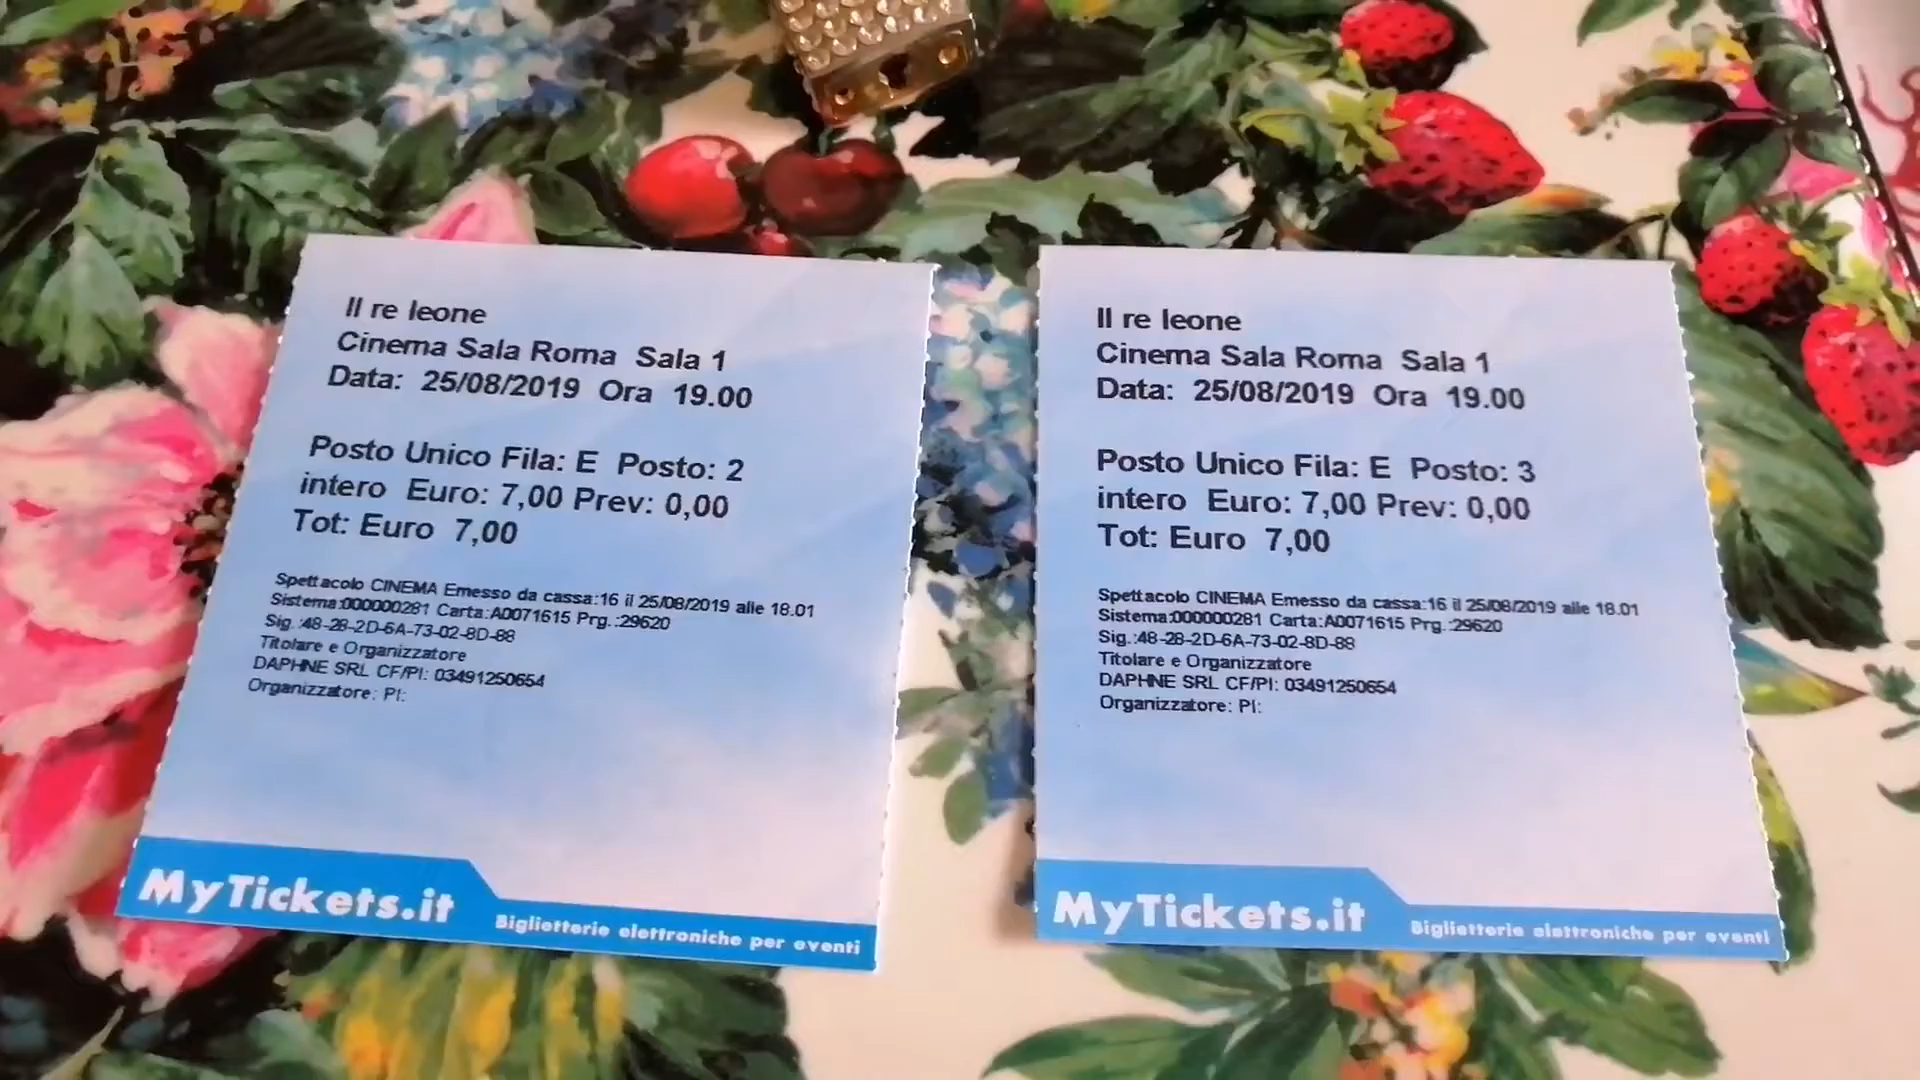 Il re leone
Cinema Sala Roma Sala 1
Data: 25/08/2019 Ora 19.00
Posto Unico Fila: E Posto: 2
intero Euro: 7,00 Prev: 0,00
Tot: Euro 7,00
Spettacolo CINEMA Emesso da cassa:16 il 25/08/2019 alle 18.01
Sistema:000000281 Carta:A0071615 Prg.:29620
Sig.:48-28-2D-6A-73-02-8D-88
Titolare e Organizzatore
DAPHNE SRL CF/PI: 03491250654
Organizzatore: PI:
MyTickets.it
Biglietterie elettroniche per eventi
Il re leone
Cinema Sala Roma Sala 1
Data: 25/08/2019 Ora 19.00
Posto Unico Fila: E Posto: 3
intero Euro: 7,00 Prev: 0,00
Tot: Euro 7,00
Spettacolo CINEMA Emesso da cassa:16 il 25/08/2019 alle 18.01
Sistema:000000281 Carta:A0071615 Prg.:29620
Sig.:48-28-2D-6A-73-02-8D-88
Titolare e Organizzatore
DAPHNE SRL CF/PI: 03491250654
Organizzatore: PI:
MyTickets.it
Biglietterie elettroniche per eventi